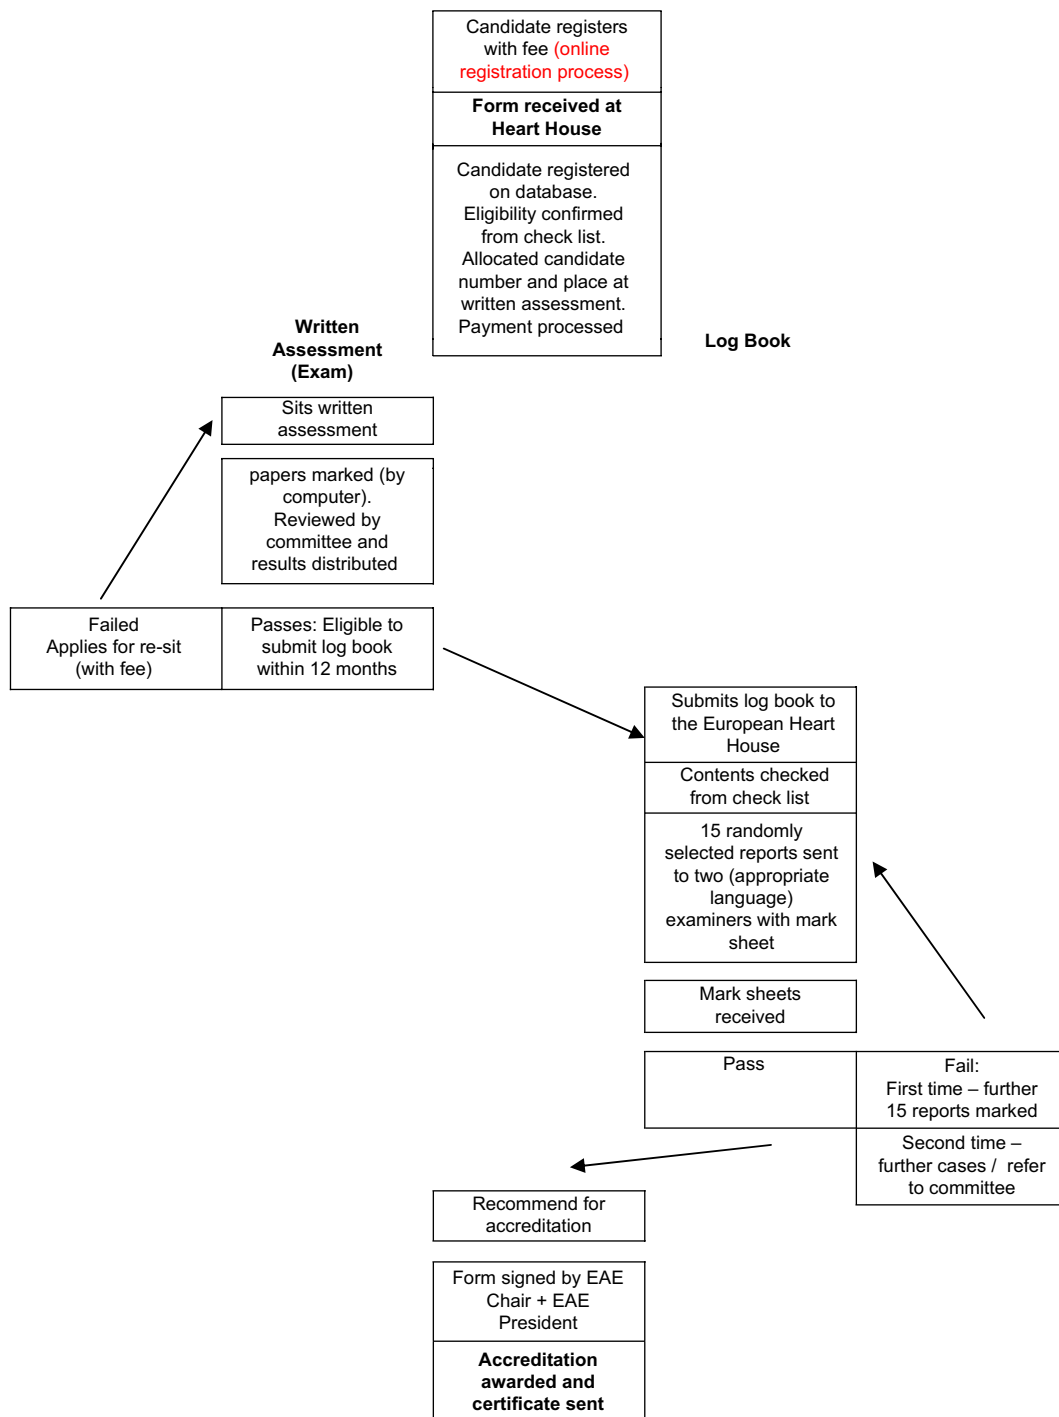 Candidate registers
with fee (online
registration process)
Form received at
Heart House
Candidate registered
on database.
Eligibility confirmed
from check list.
Allocated candidate
number and place at
written assessment.
Payment processed
Written
Assessment
(Exam)
Log Book
Sits written
assessment
papers marked (by
computer).
Reviewed by
committee and
results distributed
Failed
Applies for re-sit
(with fee)
Passes: Eligible to
submit log book
within 12 months
Submits log book to
the European Heart
House
Contents checked
from check list
15 randomly
selected reports sent
to two (appropriate
language)
examiners with mark
sheet
Mark sheets
received
Pass
Fail:
First time – further
15 reports marked
Second time –
further cases / refer
to committee
Recommend for
accreditation
Form signed by EAE
Chair + EAE
President
Accreditation
awarded and
certificate sent